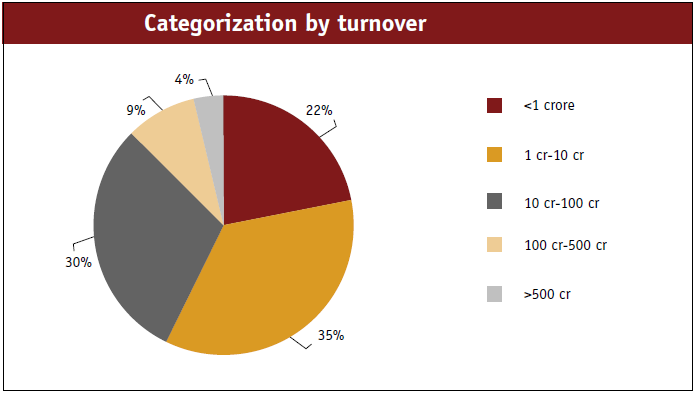 Categorization by turnover
4%
9%
22%
30%
35%
<1 crore
1 cr-10 cr
10 cr-100 cr
100 cr-500 cr
>500 cr